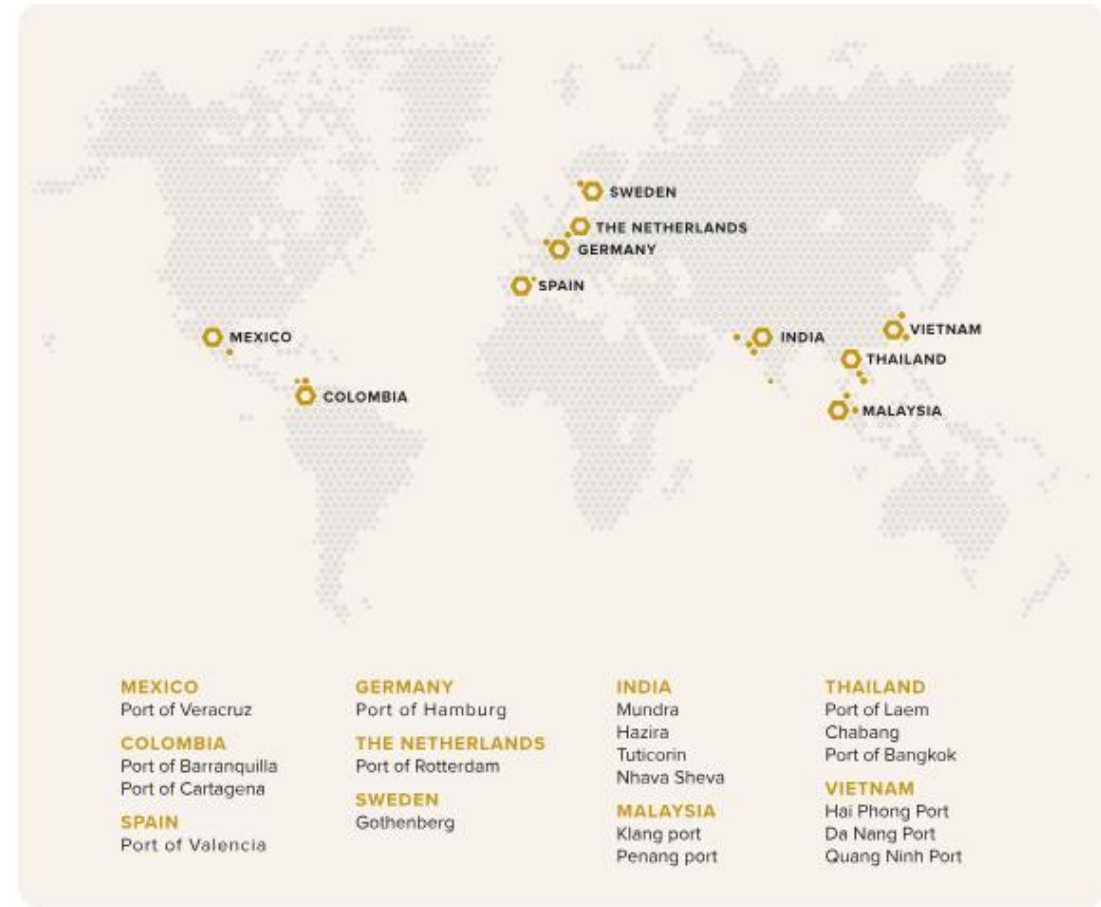 SWEDEN
THE NETHERLANDS
GERMANY
SPAIN
MEXICO
INDIA
VIETNAM
THAILAND
COLOMBIA
MALAYSIA
MEXICO
Port of Veracruz
COLOMBIA
Port of Barranquilla
Port of Cartagena
SPAIN
Port of Valencia
GERMANY
Port of Hamburg
THE NETHERLANDS
Port of Rotterdam
SWEDEN
Gothenberg
INDIA
Mundra
Hazira
Tuticorin
Nhava Sheva
MALAYSIA
Klang port
Penang port
THAILAND
Port of Laem
Chabang
Port of Bangkok
VIETNAM
Hai Phong Port
Da Nang Port
Quang Ninh Port